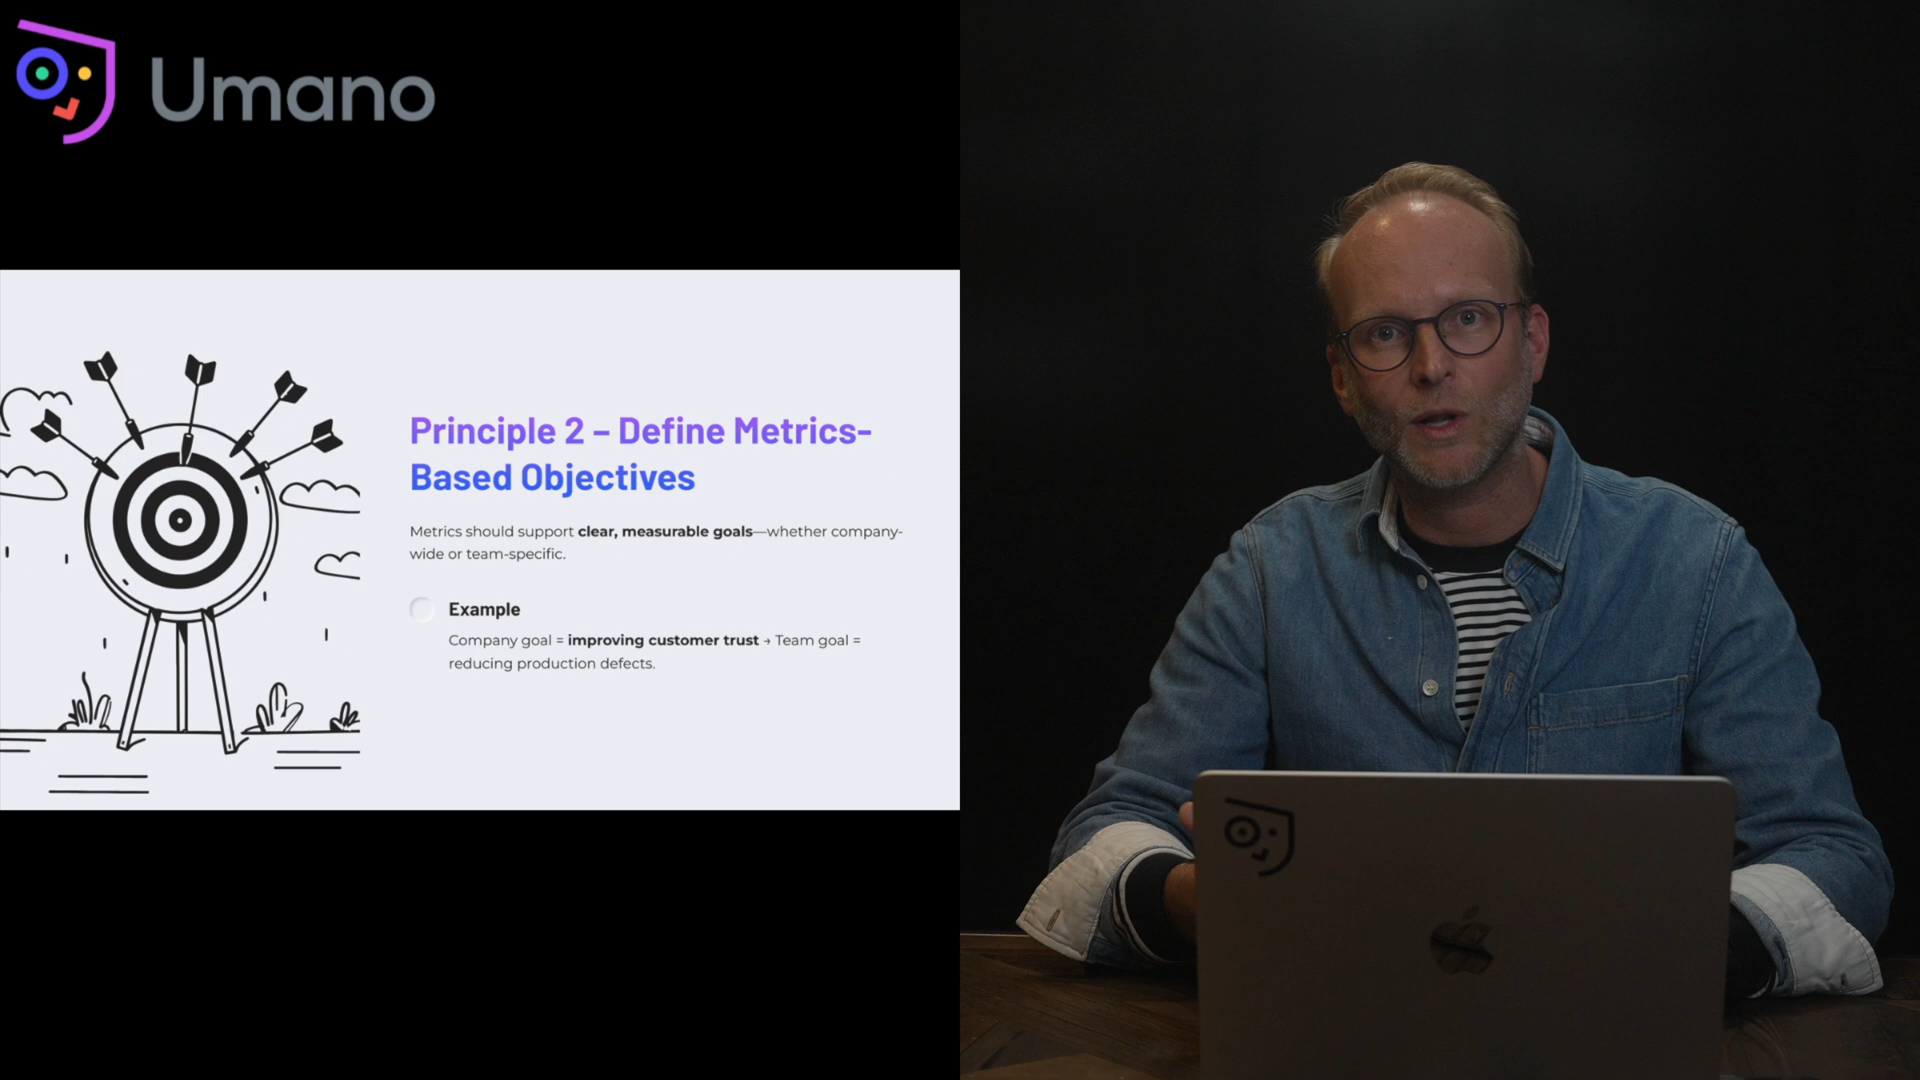 Umano
Principle 2 – Define Metrics-
Based Objectives
Metrics should support clear, measurable goals—whether company-
wide or team-specific.
Example
Company goal = improving customer trust → Team goal =
reducing production defects.